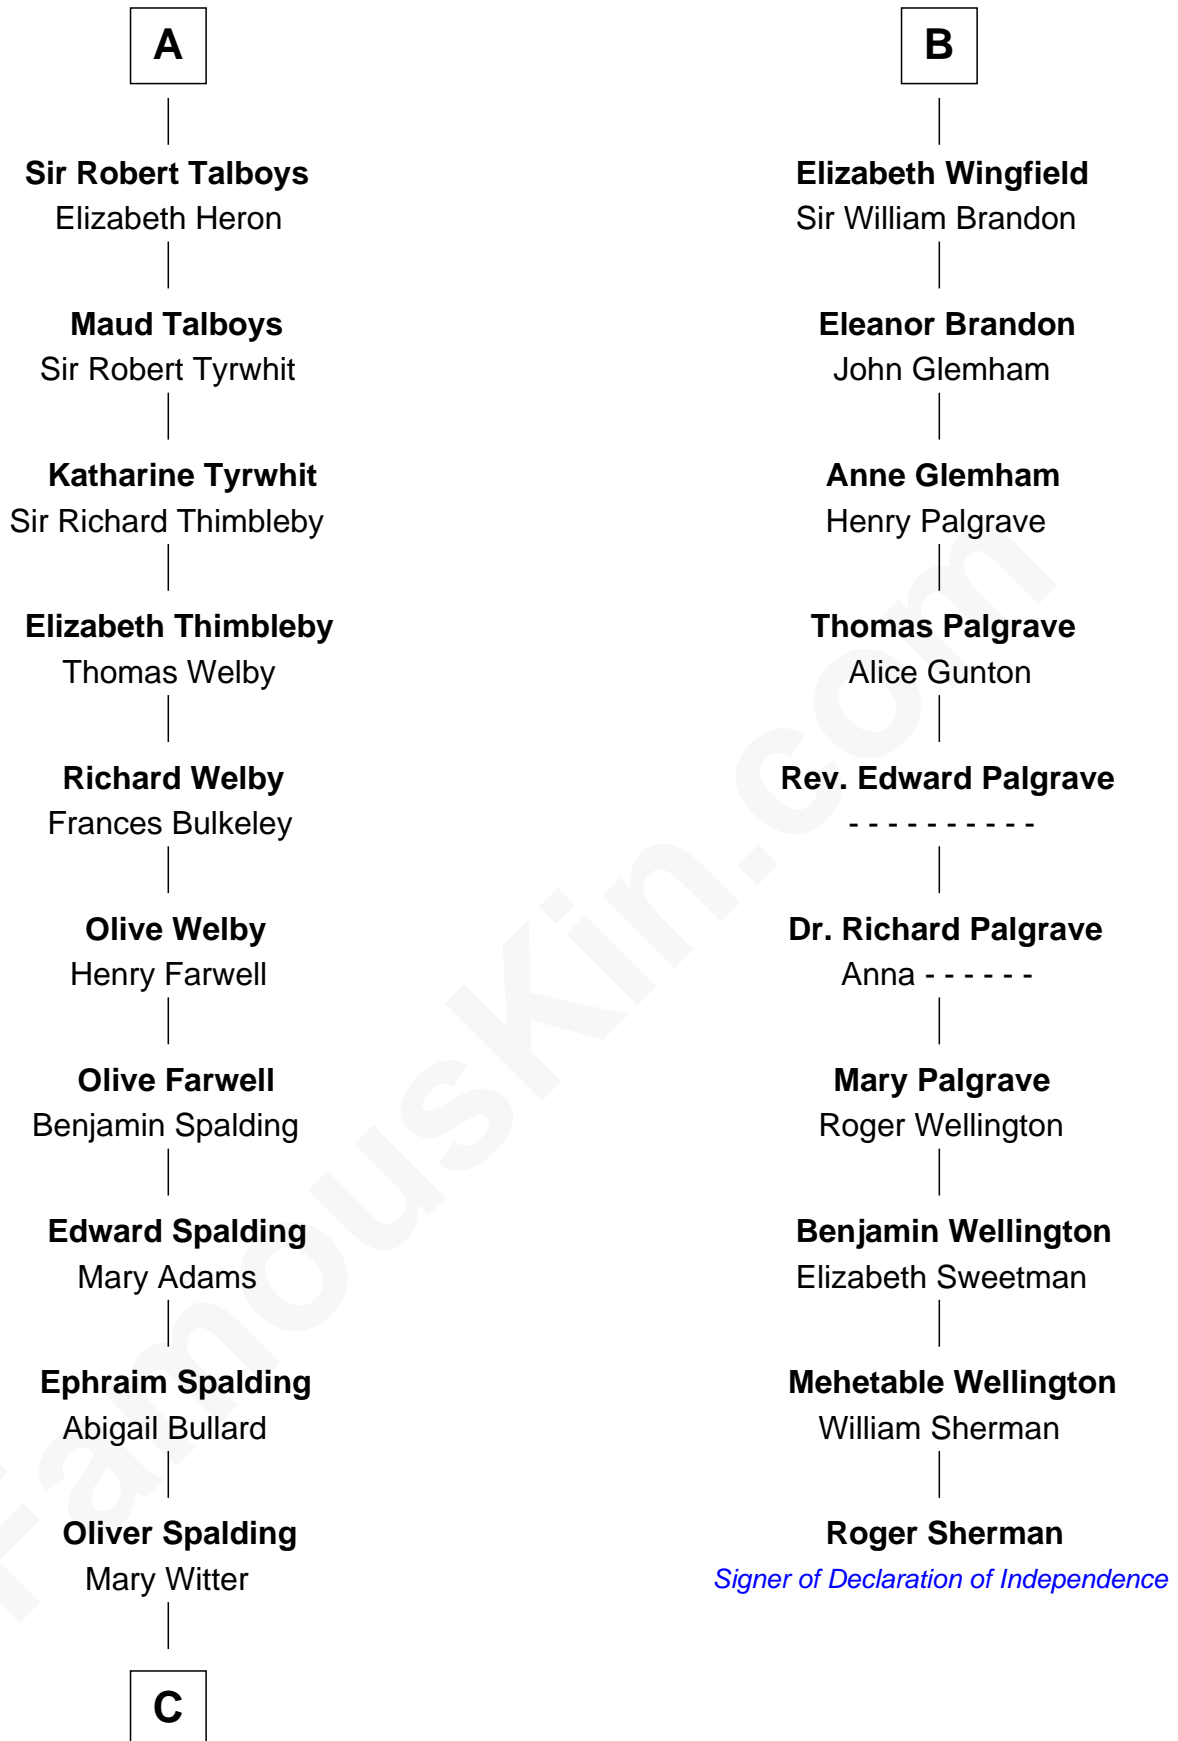 A
Sir Robert Talboys
Elizabeth Heron
Maud Talboys
Sir Robert Tyrwhit
Katharine Tyrwhit
Sir Richard Thimbleby
Elizabeth Thimbleby
Thomas Welby
Richard Welby
Frances Bulkeley
Olive Welby
Henry Farwell
Olive Farwell
Benjamin Spalding
Edward Spalding
Mary Adams
Ephraim Spalding
Abigail Bullard
Oliver Spalding
Mary Witter
C
B
Elizabeth Wingfield
Sir William Brandon
Eleanor Brandon
John Glemham
Anne Glemham
Henry Palgrave
Thomas Palgrave
Alice Gunton
Rev. Edward Palgrave
- - - - - - - - - -
Dr. Richard Palgrave
Anna - - - - - -
Mary Palgrave
Roger Wellington
Benjamin Wellington
Elizabeth Sweetman
Mehetable Wellington
William Sherman
Roger Sherman
Signer of Declaration of Independence
FamousKin.com